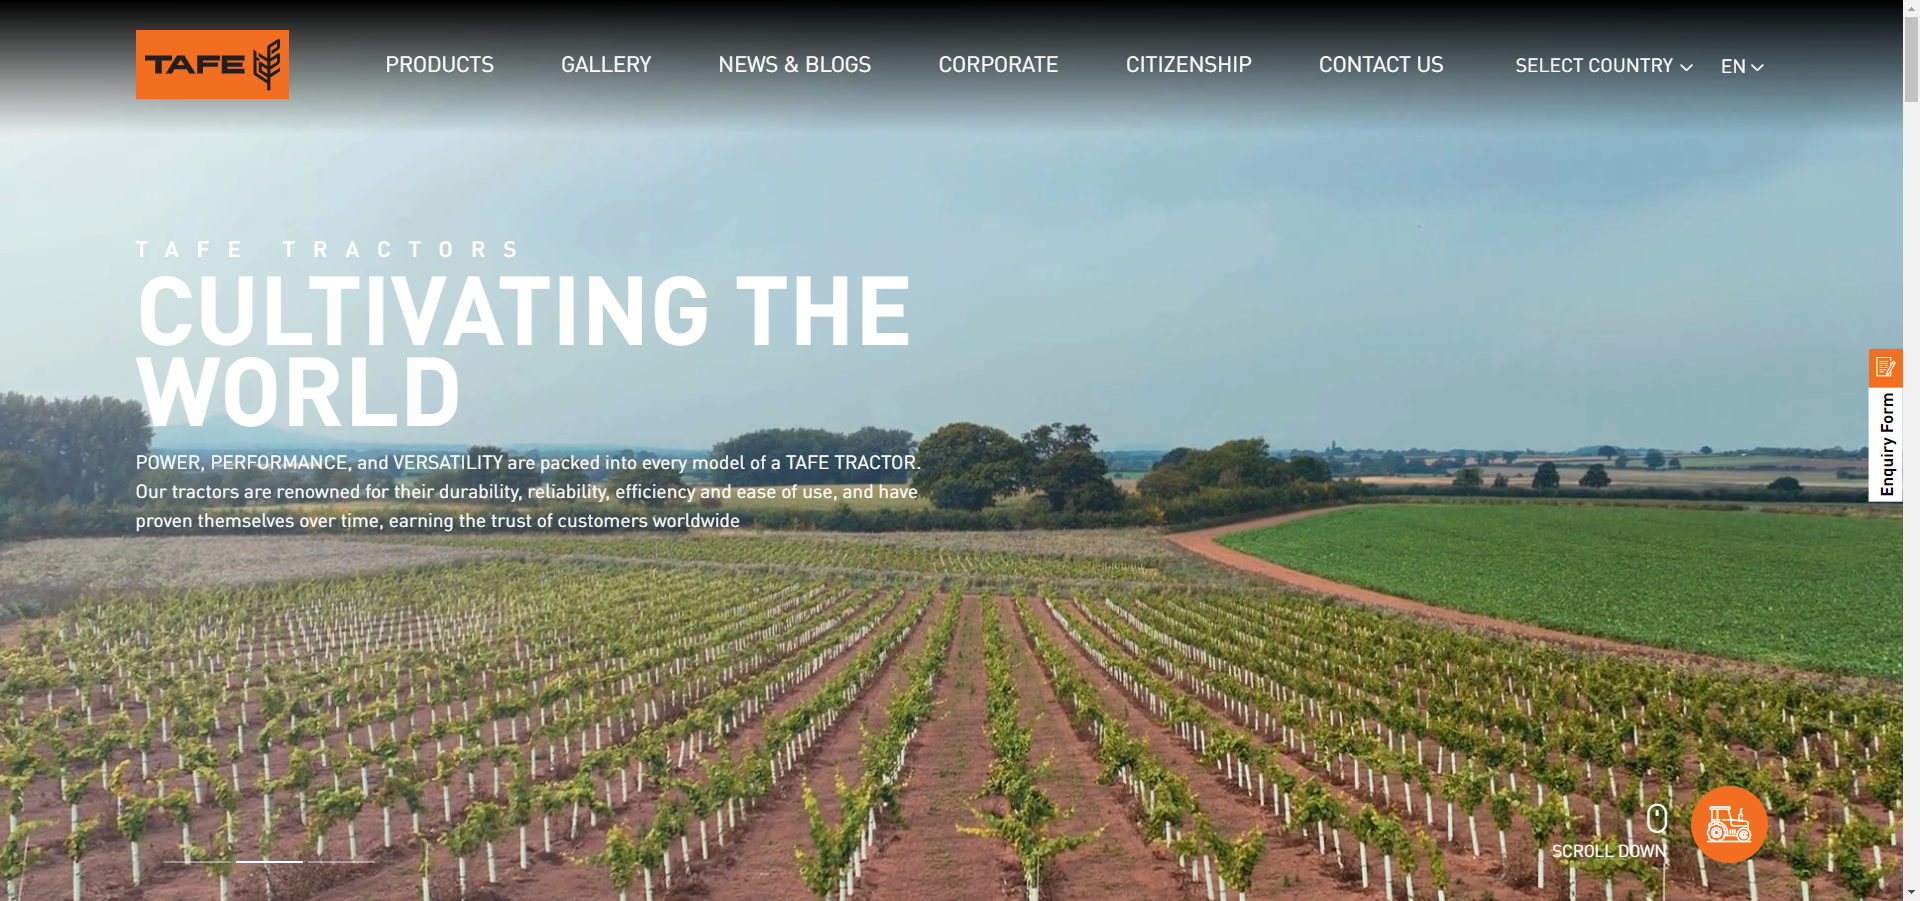 TAFE
PRODUCTS
GALLERY
NEWS & BLOGS
CORPORATE
CITIZENSHIP
CONTACT US
SELECT COUNTRY
EN
TAFE TRACTORS
CULTIVATING THE
WORLD
POWER, PERFORMANCE, and VERSATILITY are packed into every model of a TAFE TRACTOR.
Our tractors are renowned for their durability, reliability, efficiency and ease of use, and have
proven themselves over time, earning the trust of customers worldwide
Enquiry Form
SCROLL DOWN